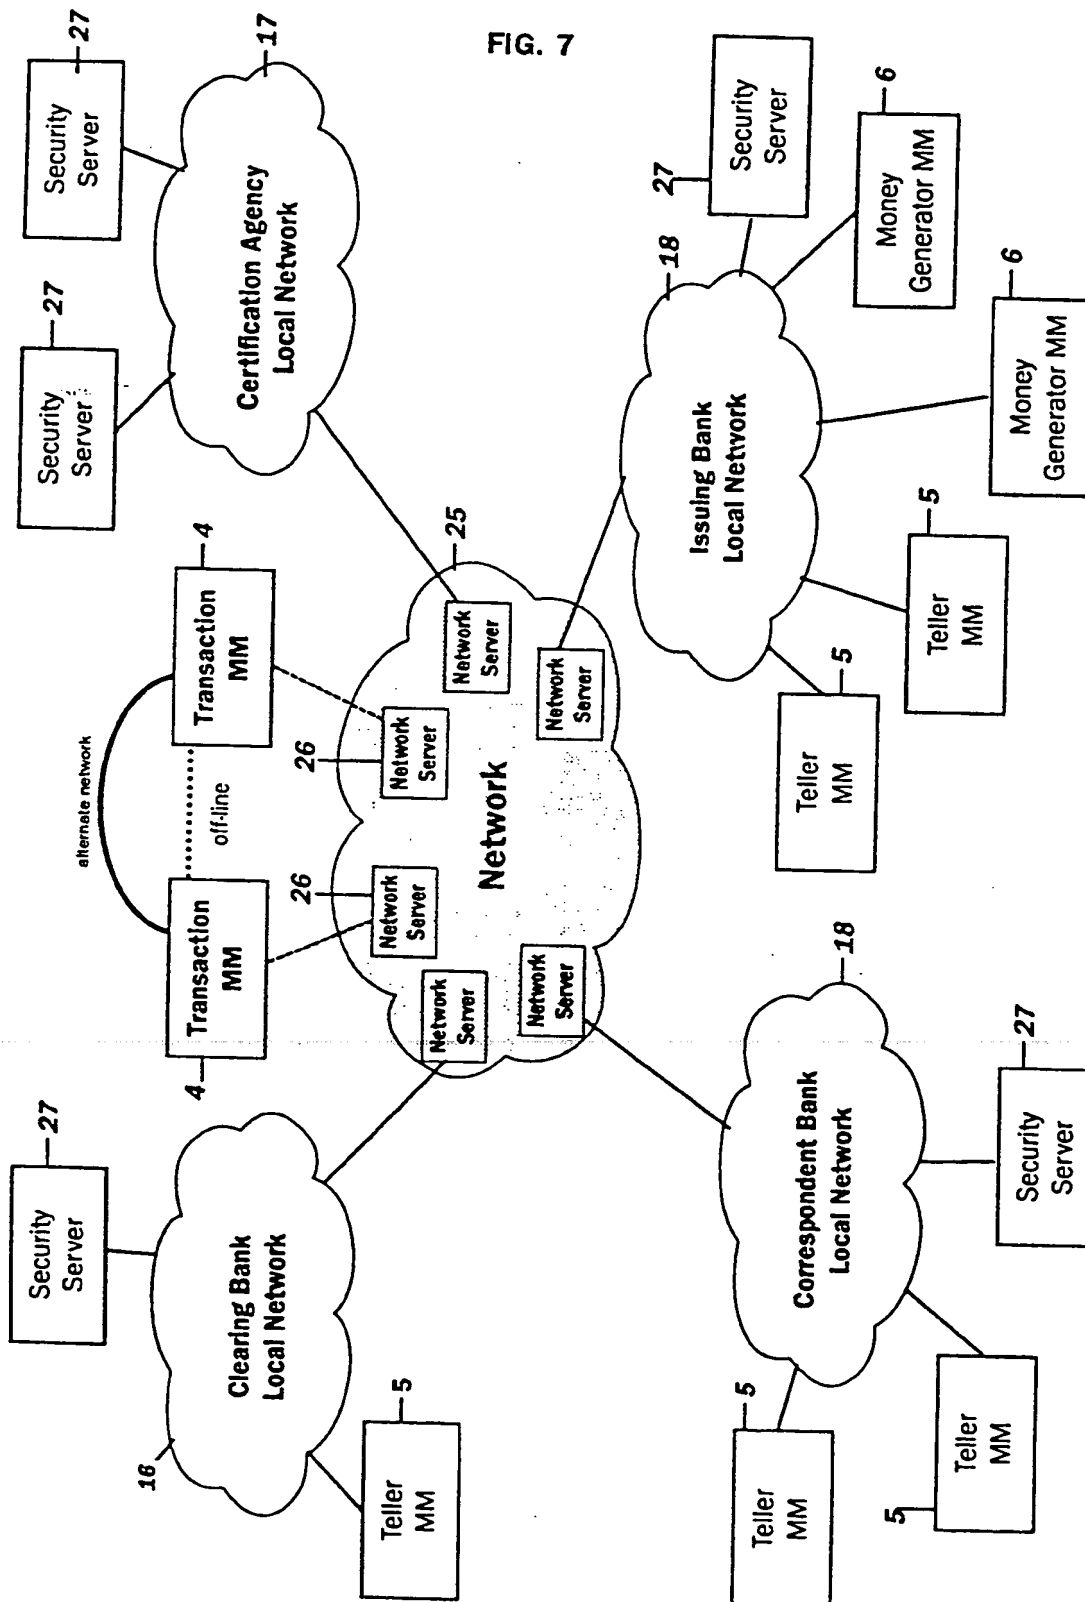 FIG. 7
Security
Server
27
Teller
MM
5
Clearing Bank
Local Network
16
Transaction
MM
4
Transaction
MM
4
alternate network
off-line
Security
Server
27
Security
Server
27
Certification Agency
Local Network
17
Network
25
Network
Server
Network
Server
26
Network
Server
26
Network
Server
Network
Server
Network
Server
Correspondent Bank
Local Network
18
Teller
MM
5
Teller
MM
5
Security
Server
27
Issuing Bank
Local Network
18
Teller
MM
5
Teller
MM
5
Money
Generator MM
6
Money
Generator MM
6
Security
Server
27